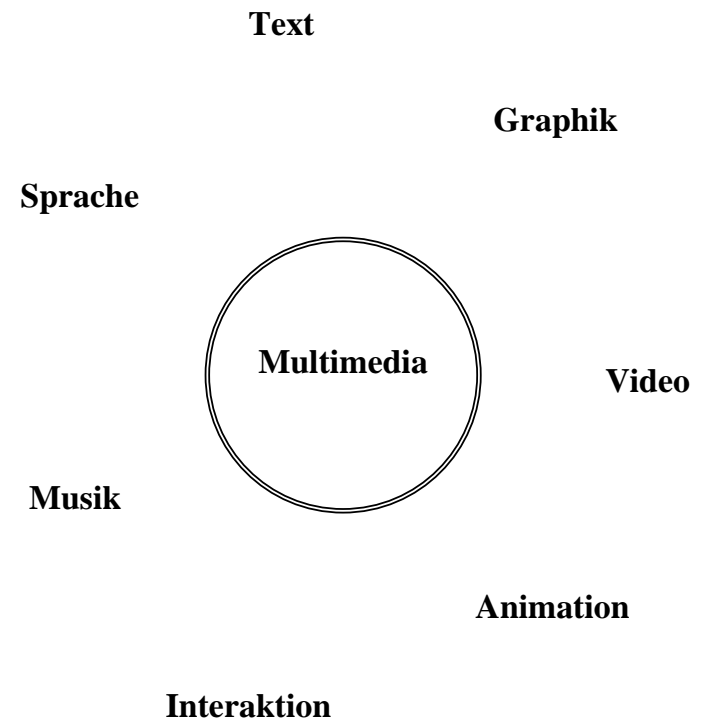 Text
Graphik
Sprache
Multimedia
Video
Musik
Animation
Interaktion